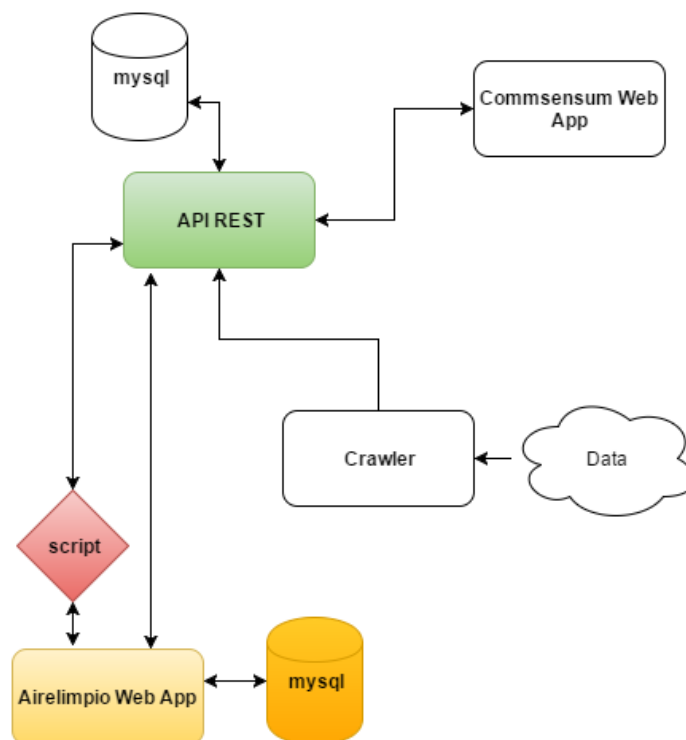 mysql
Commsensum Web
App
API REST
Crawler
Data
script
Airelimpio Web App
mysql